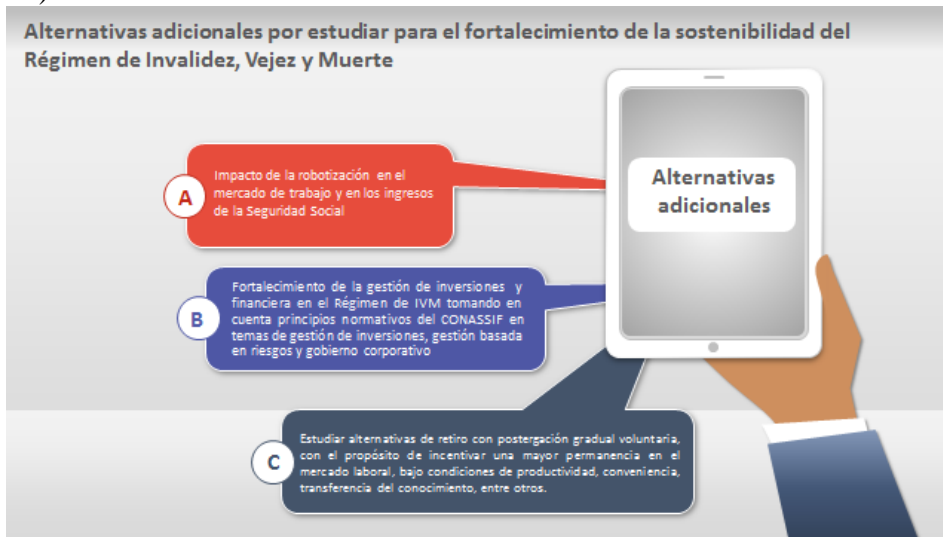 Alternativas adicionales por estudiar para el fortalecimiento de la sostenibilidad del
Régimen de Invalidez, Vejez y Muerte
Alternativas
adicionales
A
Impacto de la robotización en el
mercado de trabajo y en los ingresos
de la Seguridad Social
B
Fortalecimiento de la gestión de inversiones y
financiera en el Régimen de IVM tomando en
cuenta principios normativos del CONASSIF en
temas de gestión de inversiones, gestión basada
en riesgos y gobierno corporativo
C
Estudiar alternativas de retiro con postergación gradual voluntaria,
con el propósito de incentivar una mayor permanencia en el
mercado laboral, bajo condiciones de productividad, conveniencia,
transferencia del conocimiento, entre otros.